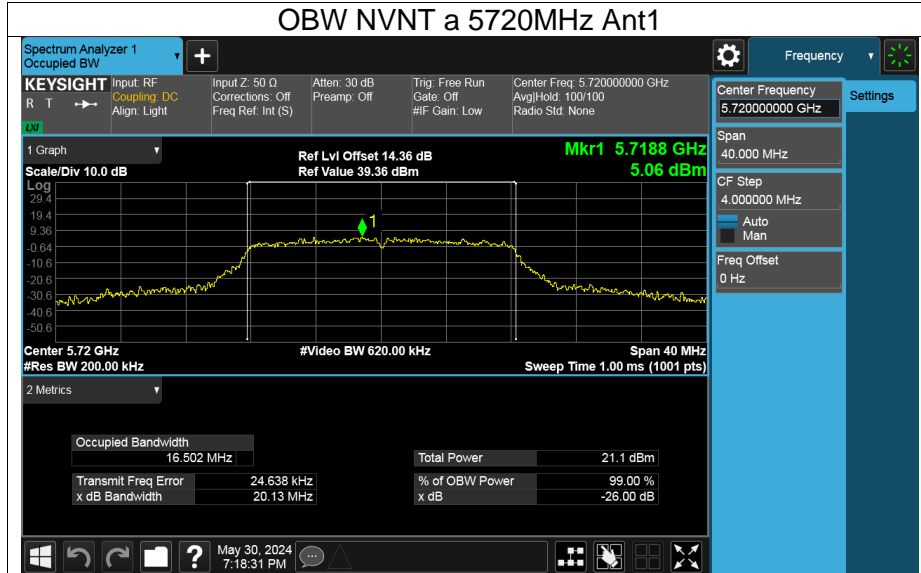 OBW NVNT a 5720MHz Ant1
Spectrum Analyzer 1
Occupied BW
+
Frequency
KEYSIGHT
R T
LXI
Input: RF
Coupling: DC
Align: Light
Input Z: 50 Ω
Corrections: Off
Freq Ref: Int (S)
Atten: 30 dB
Preamp: Off
Trig: Free Run
Gate: Off
#IF Gain: Low
Center Freq: 5.720000000 GHz
Avg|Hold: 100/100
Radio Std: None
Center Frequency
5.720000000 GHz
Settings
Span
40.000 MHz
CF Step
4.000000 MHz
Auto
Man
Freq Offset
0 Hz
1 Graph
Scale/Div 10.0 dB
Ref Lvl Offset 14.36 dB
Ref Value 39.36 dBm
Mkr1 5.7188 GHz
5.06 dBm
Log
29.4
19.4
9.36
-0.64
-10.6
-20.6
-30.6
-40.6
-50.6
1
Center 5.72 GHz
#Res BW 200.00 kHz
#Video BW 620.00 kHz
Span 40 MHz
Sweep Time 1.00 ms (1001 pts)
2 Metrics
Occupied Bandwidth
16.502 MHz
Transmit Freq Error 24.638 kHz
x dB Bandwidth 20.13 MHz
Total Power 21.1 dBm
% of OBW Power 99.00 %
x dB -26.00 dB
?
May 30, 2024
7:18:31 PM